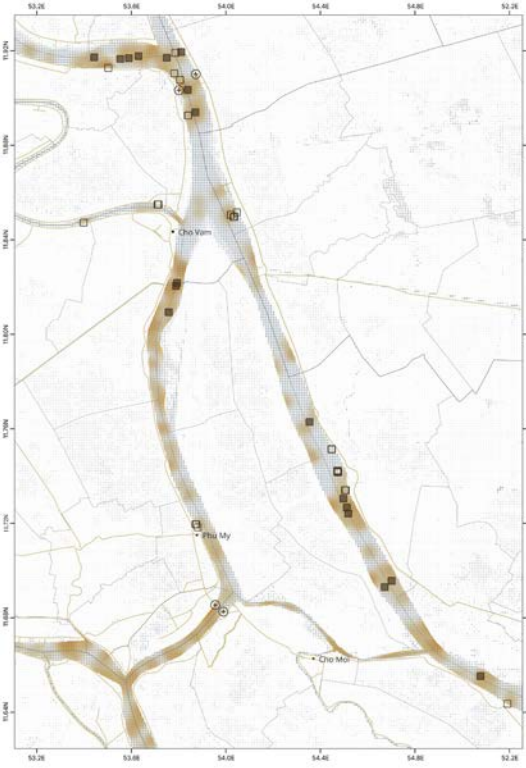 53.2E 53.6E 54.0E 54.4E 54.8E 52.2E
11.92N
11.88N
11.84N
Cho Vam
11.80N
11.76N
11.72N
Phu My
11.68N
Cho Moi
11.64N
53.2E 53.6E 54.0E 54.4E 54.8E 52.2E